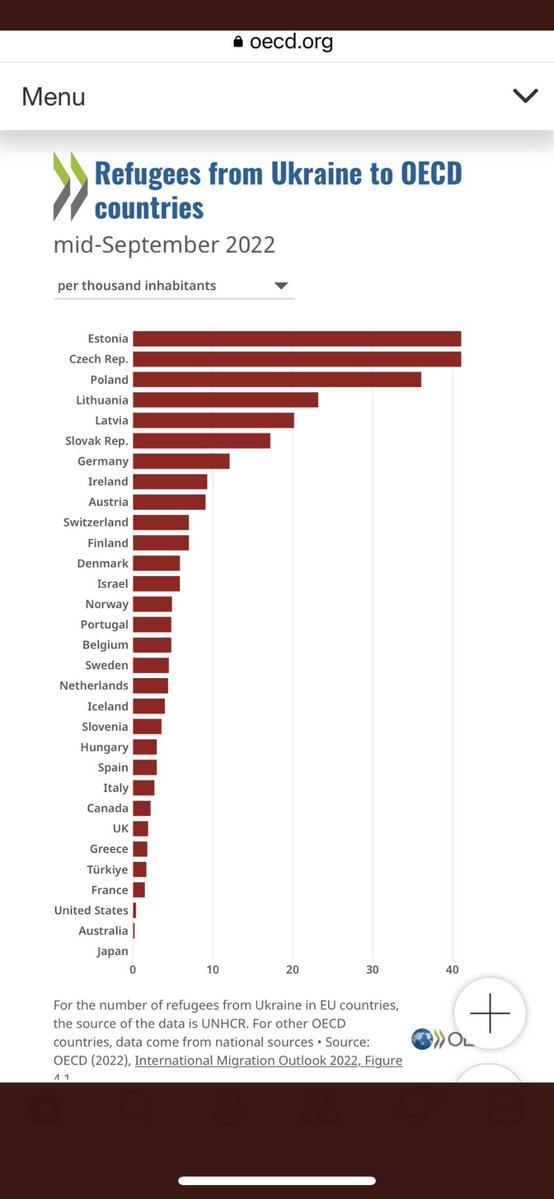 oecd.org
Menu
Refugees from Ukraine to OECD
countries
mid-September 2022
per thousand inhabitants
Estonia
Czech Rep.
Poland
Lithuania
Latvia
Slovak Rep.
Germany
Ireland
Austria
Switzerland
Finland
Denmark
Israel
Norway
Portugal
Belgium
Sweden
Netherlands
Iceland
Slovenia
Hungary
Spain
Italy
Canada
UK
Greece
Türkiye
France
United States
Australia
Japan
0 10 20 30 40
For the number of refugees from Ukraine in EU countries,
the source of the data is UNHCR. For other OECD
countries, data come from national sources • Source:
OECD (2022), International Migration Outlook 2022, Figure
4.1